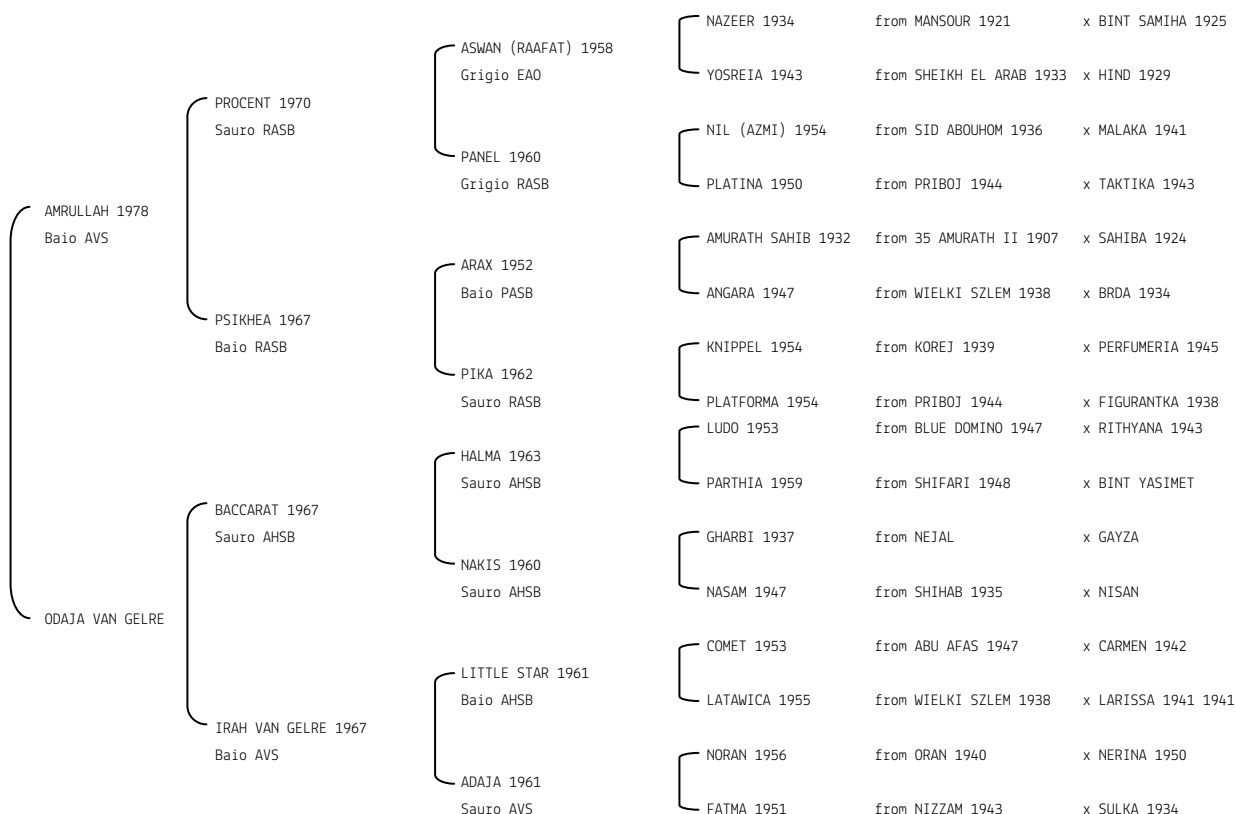 NAZEER 1934 from MANSOUR 1921 x BINT SAMIHA 1925
ASWAN (RAAFAT) 1958
Grigio EAO YOSREIA 1943 from SHEIKH EL ARAB 1933 x HIND 1929
PROCENT 1970
Sauro RASB NIL (AZMI) 1954 from SID ABOUHOM 1936 x MALAKA 1941
PANEL 1960
Grigio RASB PLATINA 1950 from PRIBOJ 1944 x TAKTIKA 1943
AMRULLAH 1978
Baio AVS AMURATH SAHIB 1932 from 35 AMURATH II 1907 x SAHIBA 1924
ARAX 1952
Baio PASB ANGARA 1947 from WIELKI SZLEM 1938 x BRDA 1934
PSIKHEA 1967
Baio RASB KNIPPEL 1954 from KOREJ 1939 x PERFUMERIA 1945
PIKA 1962
Sauro RASB PLATFORMA 1954 from PRIBOJ 1944 x FIGURANTKA 1938
LUDO 1953 from BLUE DOMINO 1947 x RITHYANA 1943
HALMA 1963
Sauro AHSB PARTHIA 1959 from SHIFARI 1948 x BINT YASIMET
BACCARAT 1967
Sauro AHSB GHARBI 1937 from NEJAL x GAYZA
NAKIS 1960
Sauro AHSB NASAM 1947 from SHIHAB 1935 x NISAN
ODAJA VAN GELRE
COMET 1953 from ABU AFAS 1947 x CARMEN 1942
LITTLE STAR 1961
Baio AHSB LATAWICA 1955 from WIELKI SZLEM 1938 x LARISSA 1941 1941
IRAH VAN GELRE 1967
Baio AVS NORAN 1956 from ORAN 1940 x NERINA 1950
ADAJA 1961
Sauro AVS FATMA 1951 from NIZZAM 1943 x SULKA 1934